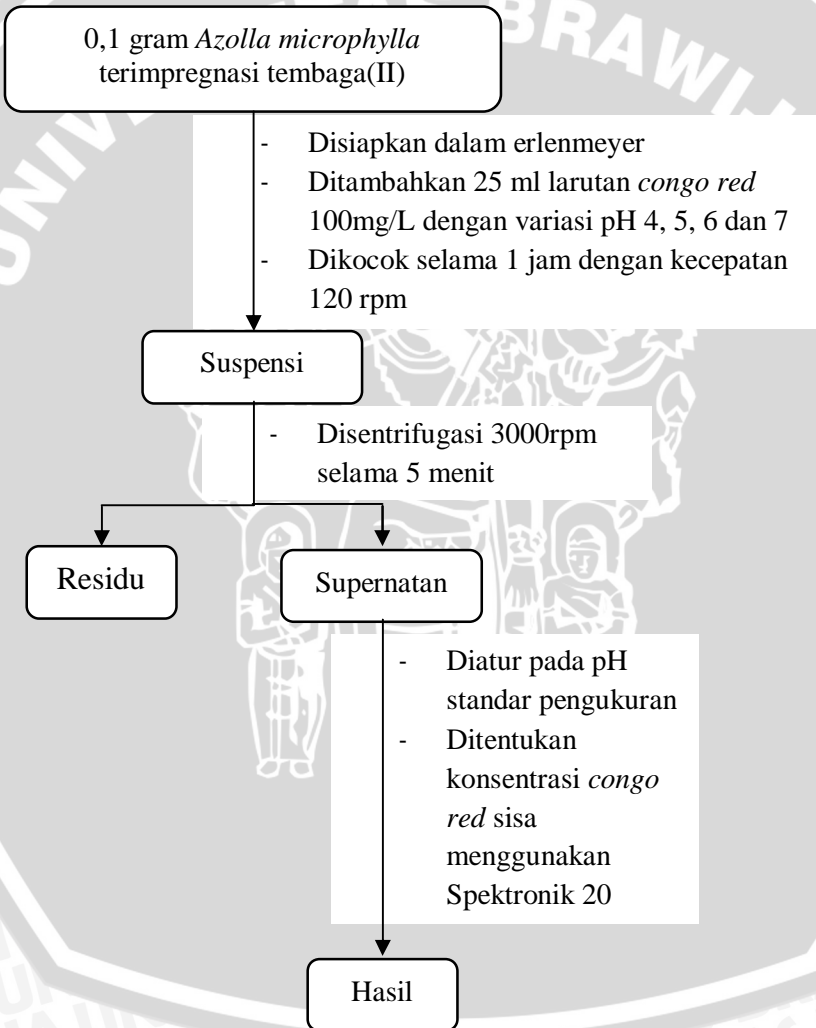 BRAWIJ
UNIV
0,1 gram Azolla microphylla
terimpregnasi tembaga(II)
- Disiapkan dalam erlenmeyer
- Ditambahkan 25 ml larutan congo red
100mg/L dengan variasi pH 4, 5, 6 dan 7
- Dikocok selama 1 jam dengan kecepatan
120 rpm
Suspensi
- Disentrifugasi 3000rpm
selama 5 menit
Residu
Supernatan
- Diatur pada pH
standar pengukuran
- Ditentukan
konsentrasi congo
red sisa
menggunakan
Spektronik 20
Hasil